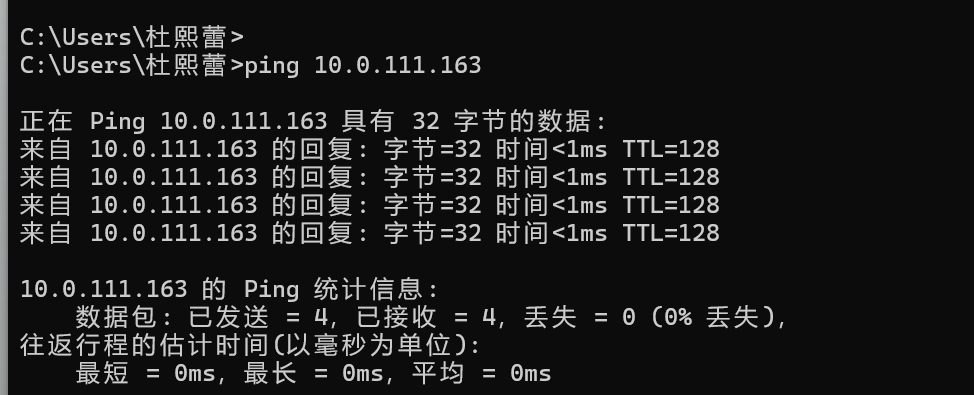 C:\Users\杜熙蕾>
C:\Users\杜熙蕾>ping 10.0.111.163
正在 Ping 10.0.111.163 具有 32 字节的数据:
来自 10.0.111.163 的回复: 字节=32 时间<1ms TTL=128
来自 10.0.111.163 的回复: 字节=32 时间<1ms TTL=128
来自 10.0.111.163 的回复: 字节=32 时间<1ms TTL=128
来自 10.0.111.163 的回复: 字节=32 时间<1ms TTL=128
10.0.111.163 的 Ping 统计信息:
数据包: 已发送 = 4, 已接收 = 4, 丢失 = 0 (0% 丢失),
往返行程的估计时间(以毫秒为单位):
最短 = 0ms, 最长 = 0ms, 平均 = 0ms